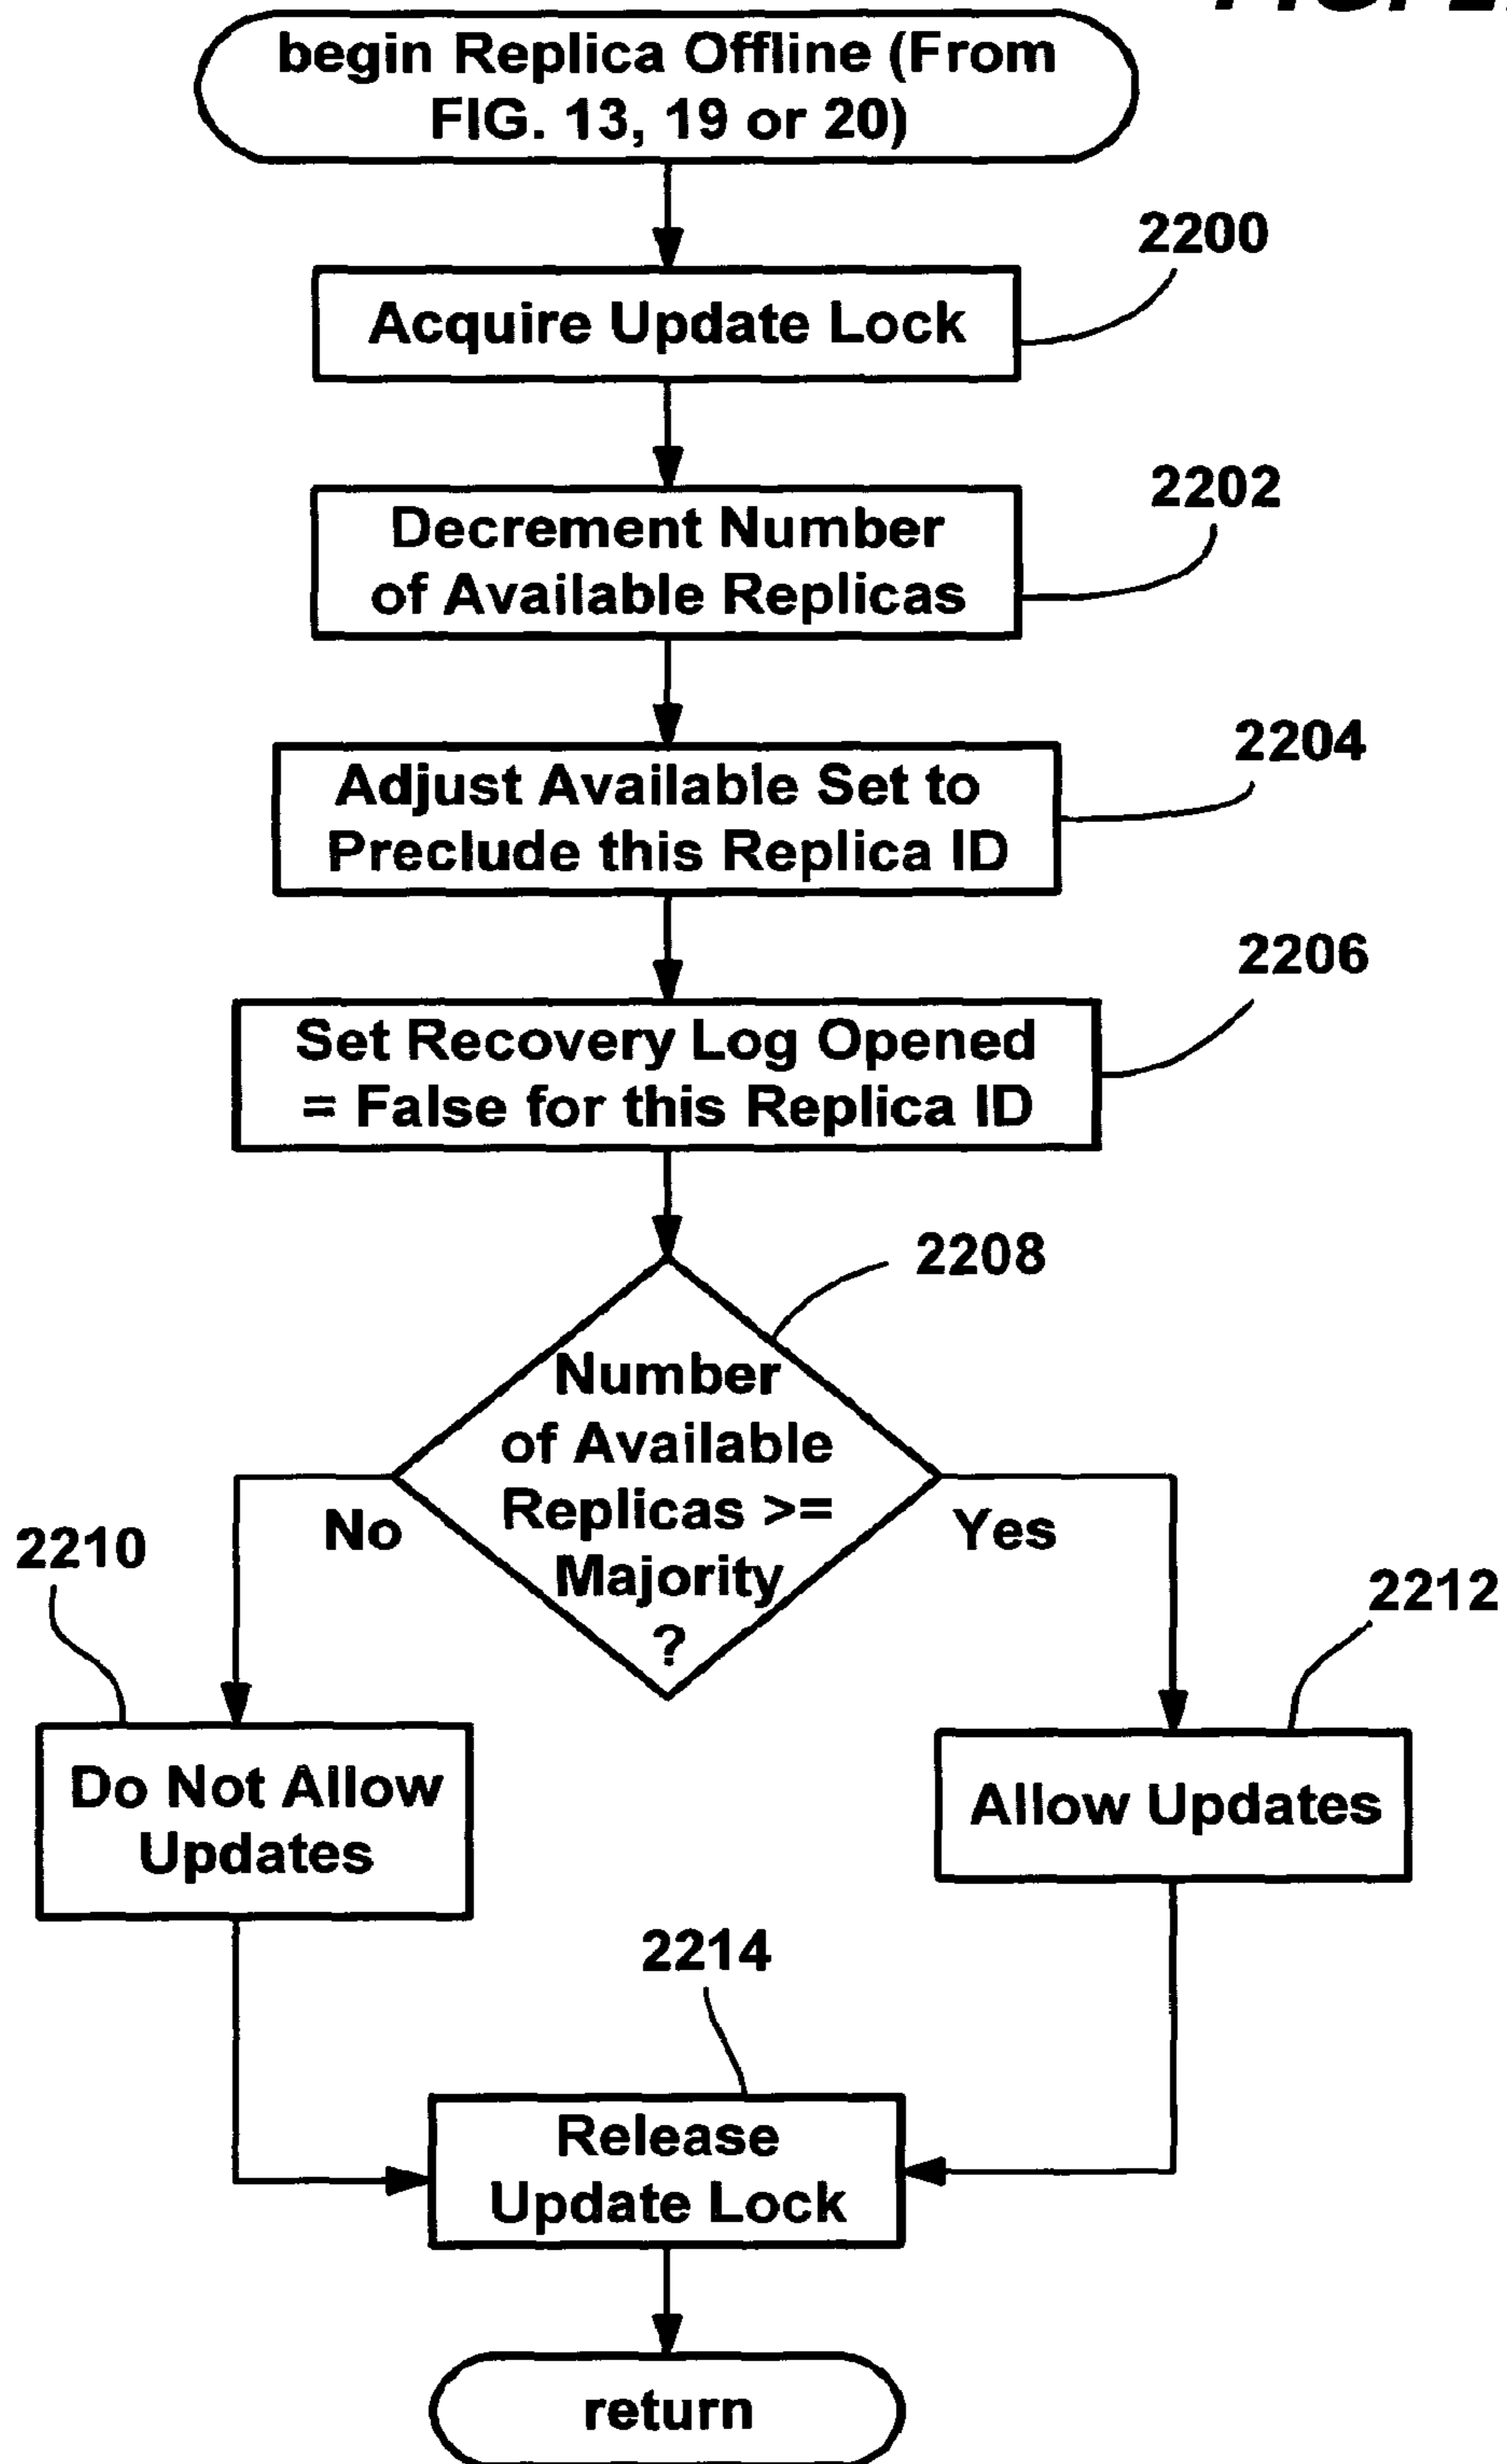 begin Replica Offline (From
FIG. 13, 19 or 20)
2200
Acquire Update Lock
2202
Decrement Number
of Available Replicas
2204
Adjust Available Set to
Preclude this Replica ID
2206
Set Recovery Log Opened
= False for this Replica ID
2208
Number
of Available
Replicas >=
Majority
?
No
Yes
2210
2212
Do Not Allow
Updates
Allow Updates
2214
Release
Update Lock
return